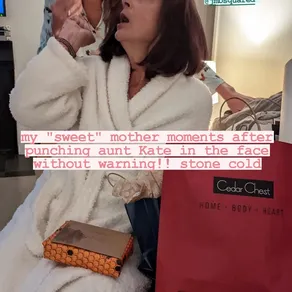 @jmosquared
my "sweet" mother moments after
punching aunt Kate in the face
without warning!! stone cold
Cedar Chest
HOME · BODY · HEART